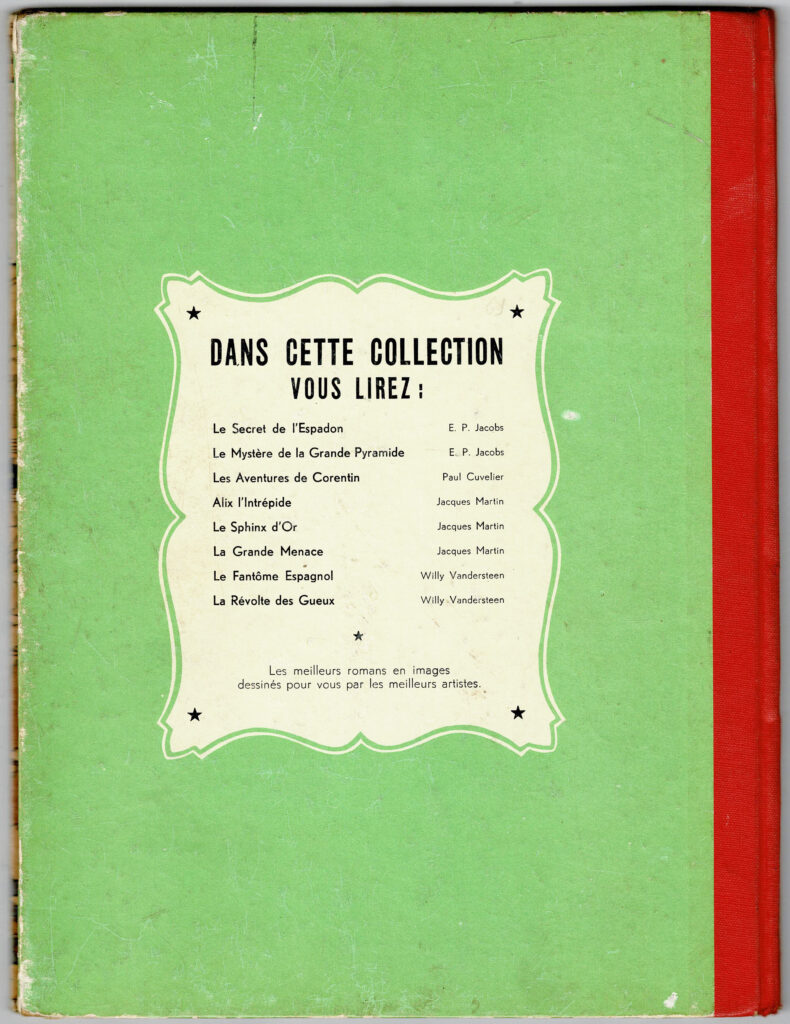 DANS CETTE COLLECTION
VOUS LIREZ :
Le Secret de l'Espadon E. P. Jacobs
Le Mystère de la Grande Pyramide E. P. Jacobs
Les Aventures de Corentin Paul Cuvelier
Alix l'Intrépide Jacques Martin
Le Sphinx d'Or Jacques Martin
La Grande Menace Jacques Martin
Le Fantôme Espagnol Willy Vandersteen
La Révolte des Gueux Willy Vandersteen
Les meilleurs romans en images
dessinés pour vous par les meilleurs artistes.